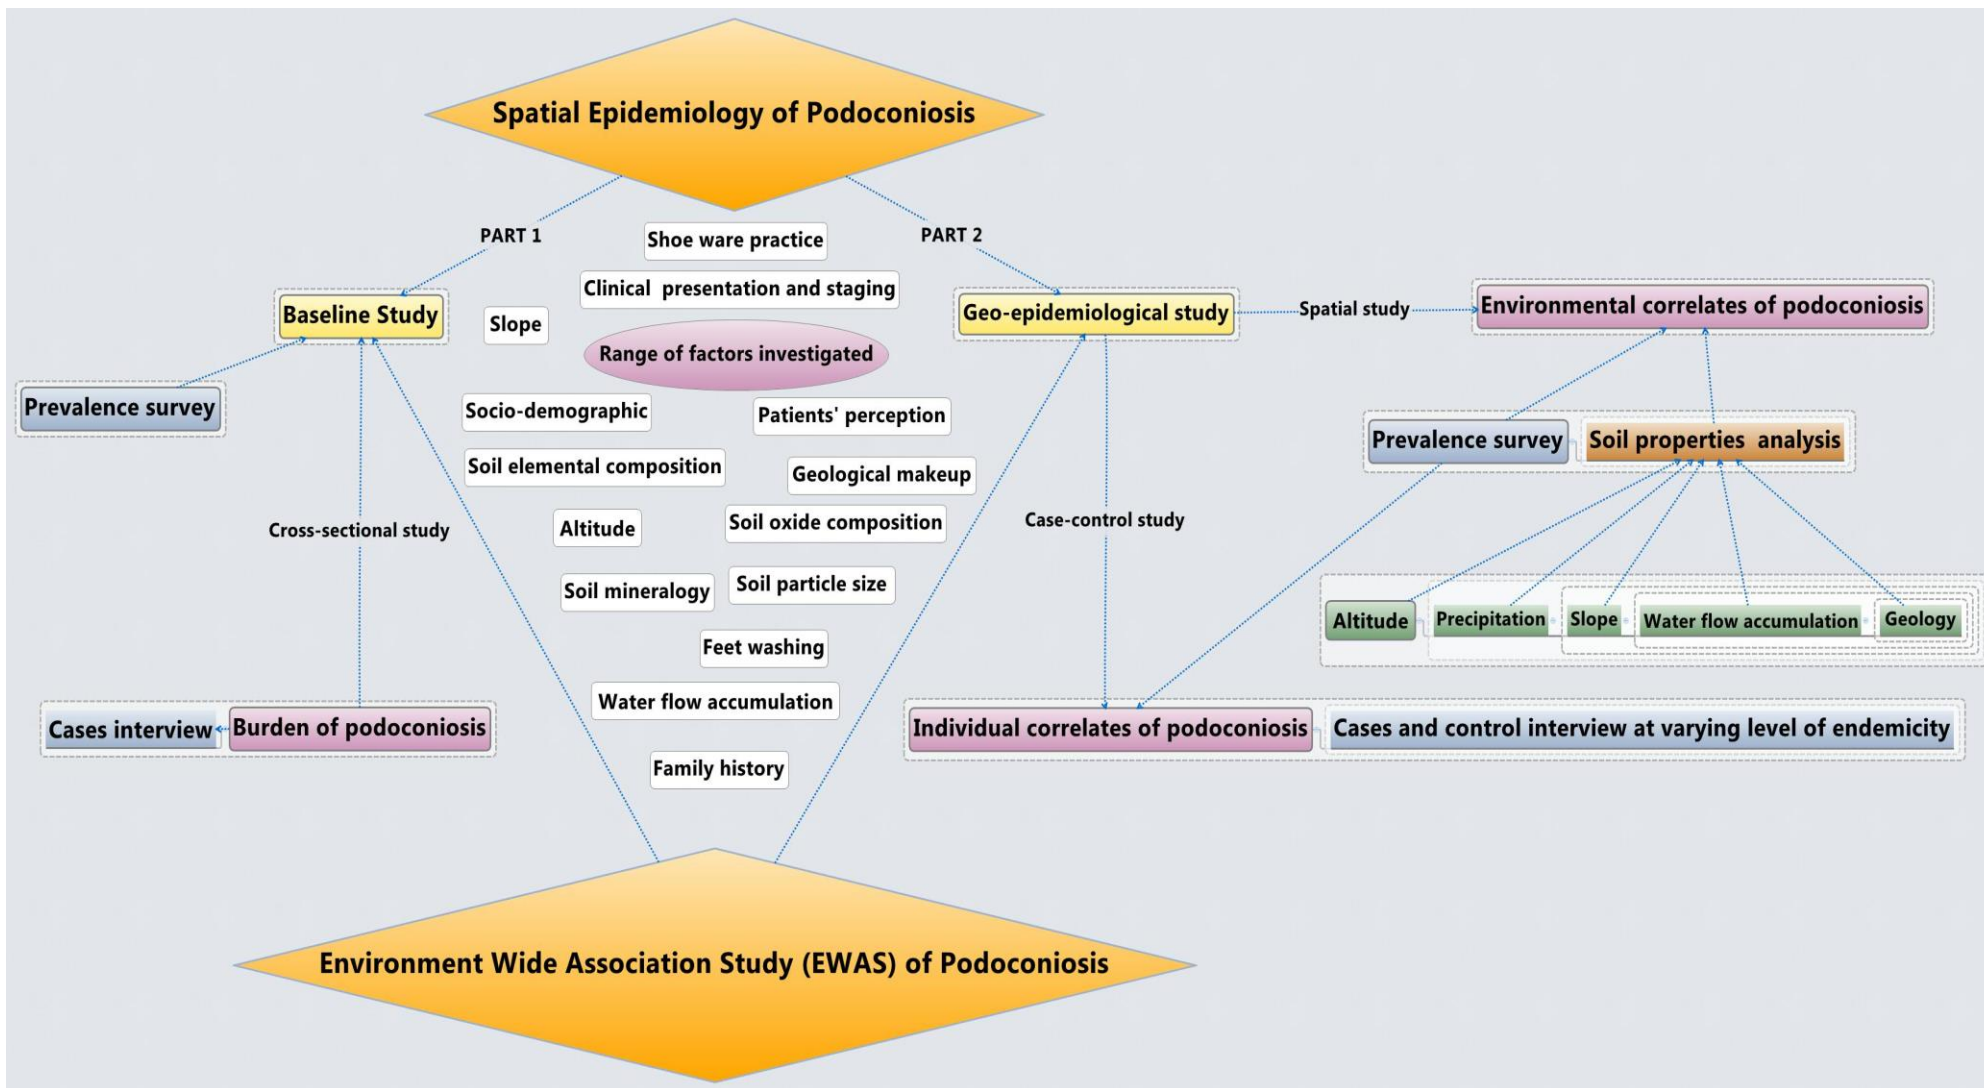 Spatial Epidemiology of Podoconiosis
PART 1
PART 2
Shoe ware practice
Clinical presentation and staging
Slope
Range of factors investigated
Baseline Study
Geo-epidemiological study
Spatial study
Environmental correlates of podoconiosis
Prevalence survey
Socio-demographic
Patients' perception
Prevalence survey
Soil properties analysis
Soil elemental composition
Geological makeup
Cross-sectional study
Altitude
Soil oxide composition
Case-control study
Soil mineralogy
Soil particle size
Altitude
Precipitation
Slope
Water flow accumulation
Geology
Feet washing
Water flow accumulation
Cases interview
Burden of podoconiosis
Individual correlates of podoconiosis
Cases and control interview at varying level of endemicity
Family history
Environment Wide Association Study (EWAS) of Podoconiosis